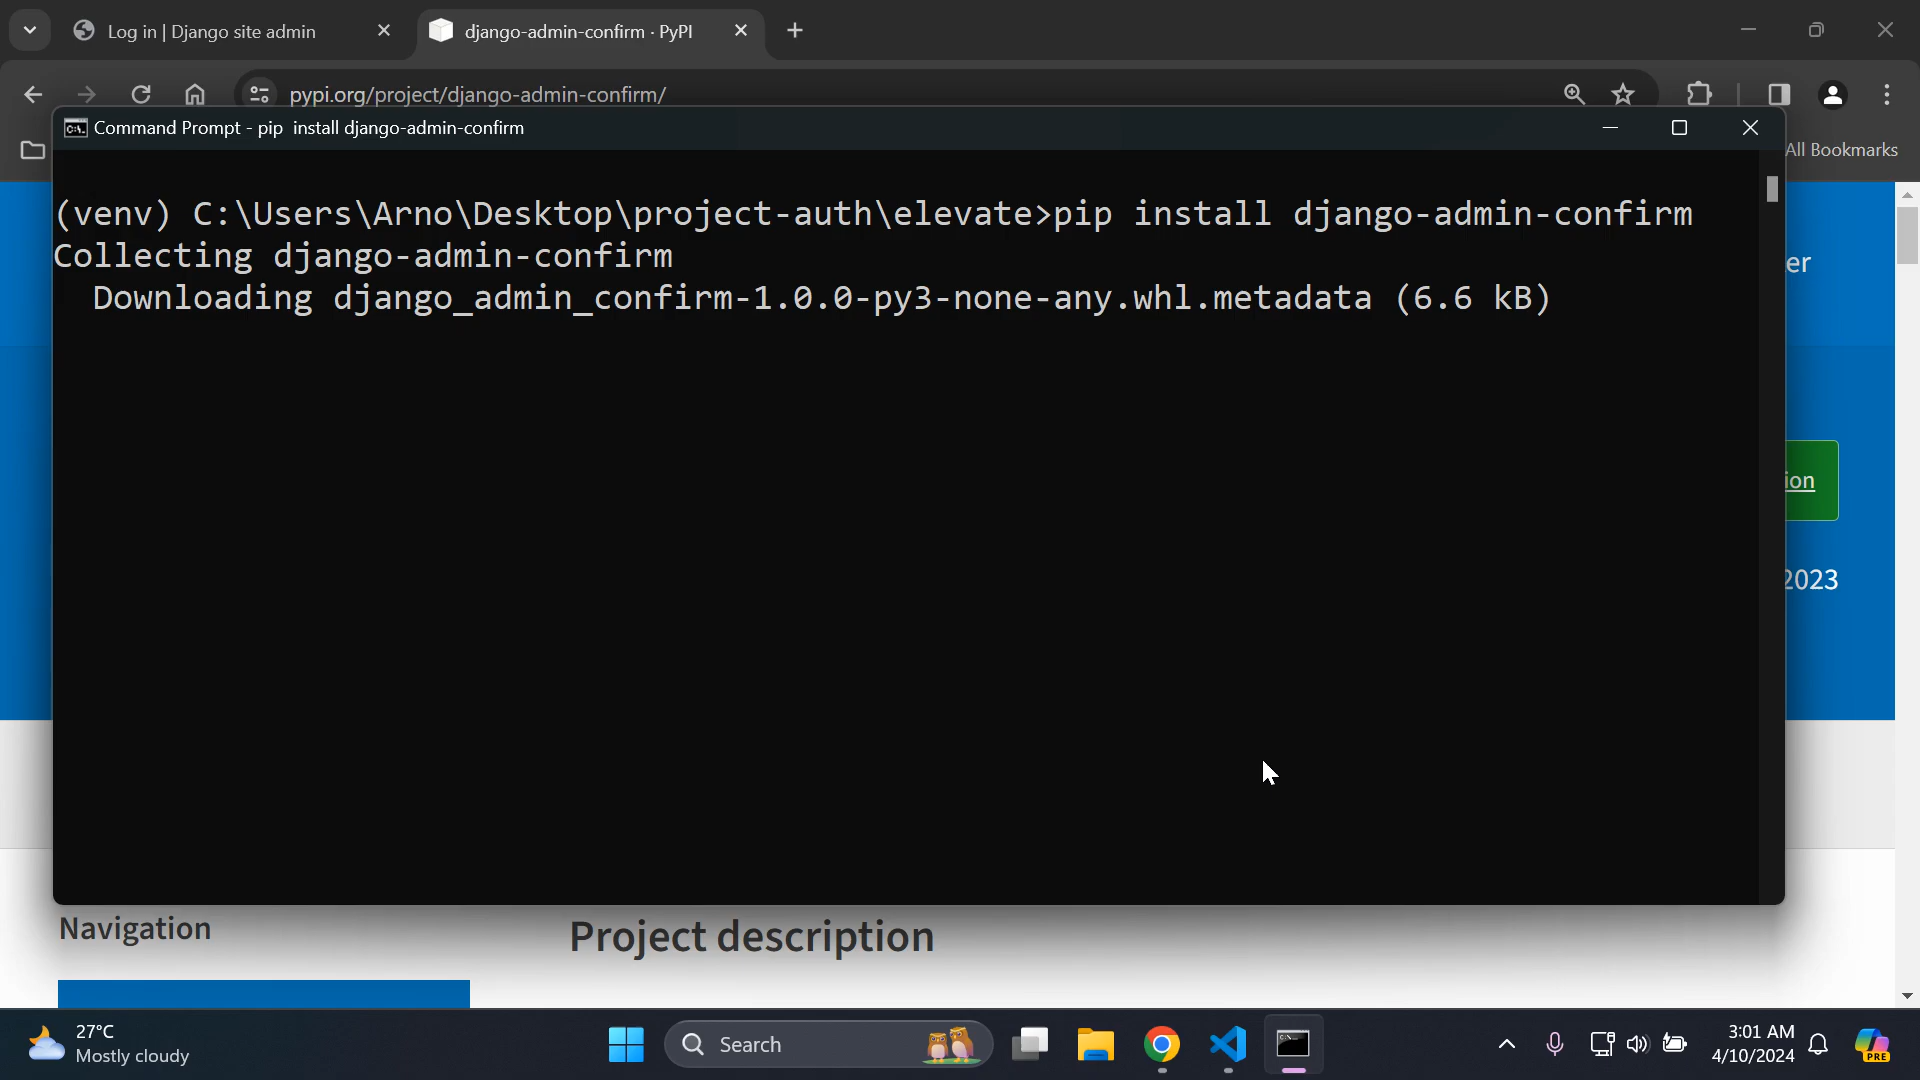 Log in | Django site admin
django-admin-confirm · PyPI
pypi.org/project/django-admin-confirm/
All Bookmarks
Command Prompt - pip  install django-admin-confirm
(venv) C:\Users\Arno\Desktop\project-auth\elevate>pip install django-admin-confirm
Collecting django-admin-confirm
  Downloading django_admin_confirm-1.0.0-py3-none-any.whl.metadata (6.6 kB)
er
ion
2023
Navigation
Project description
27°C
Mostly cloudy
Search
3:01 AM
4/10/2024
PRE